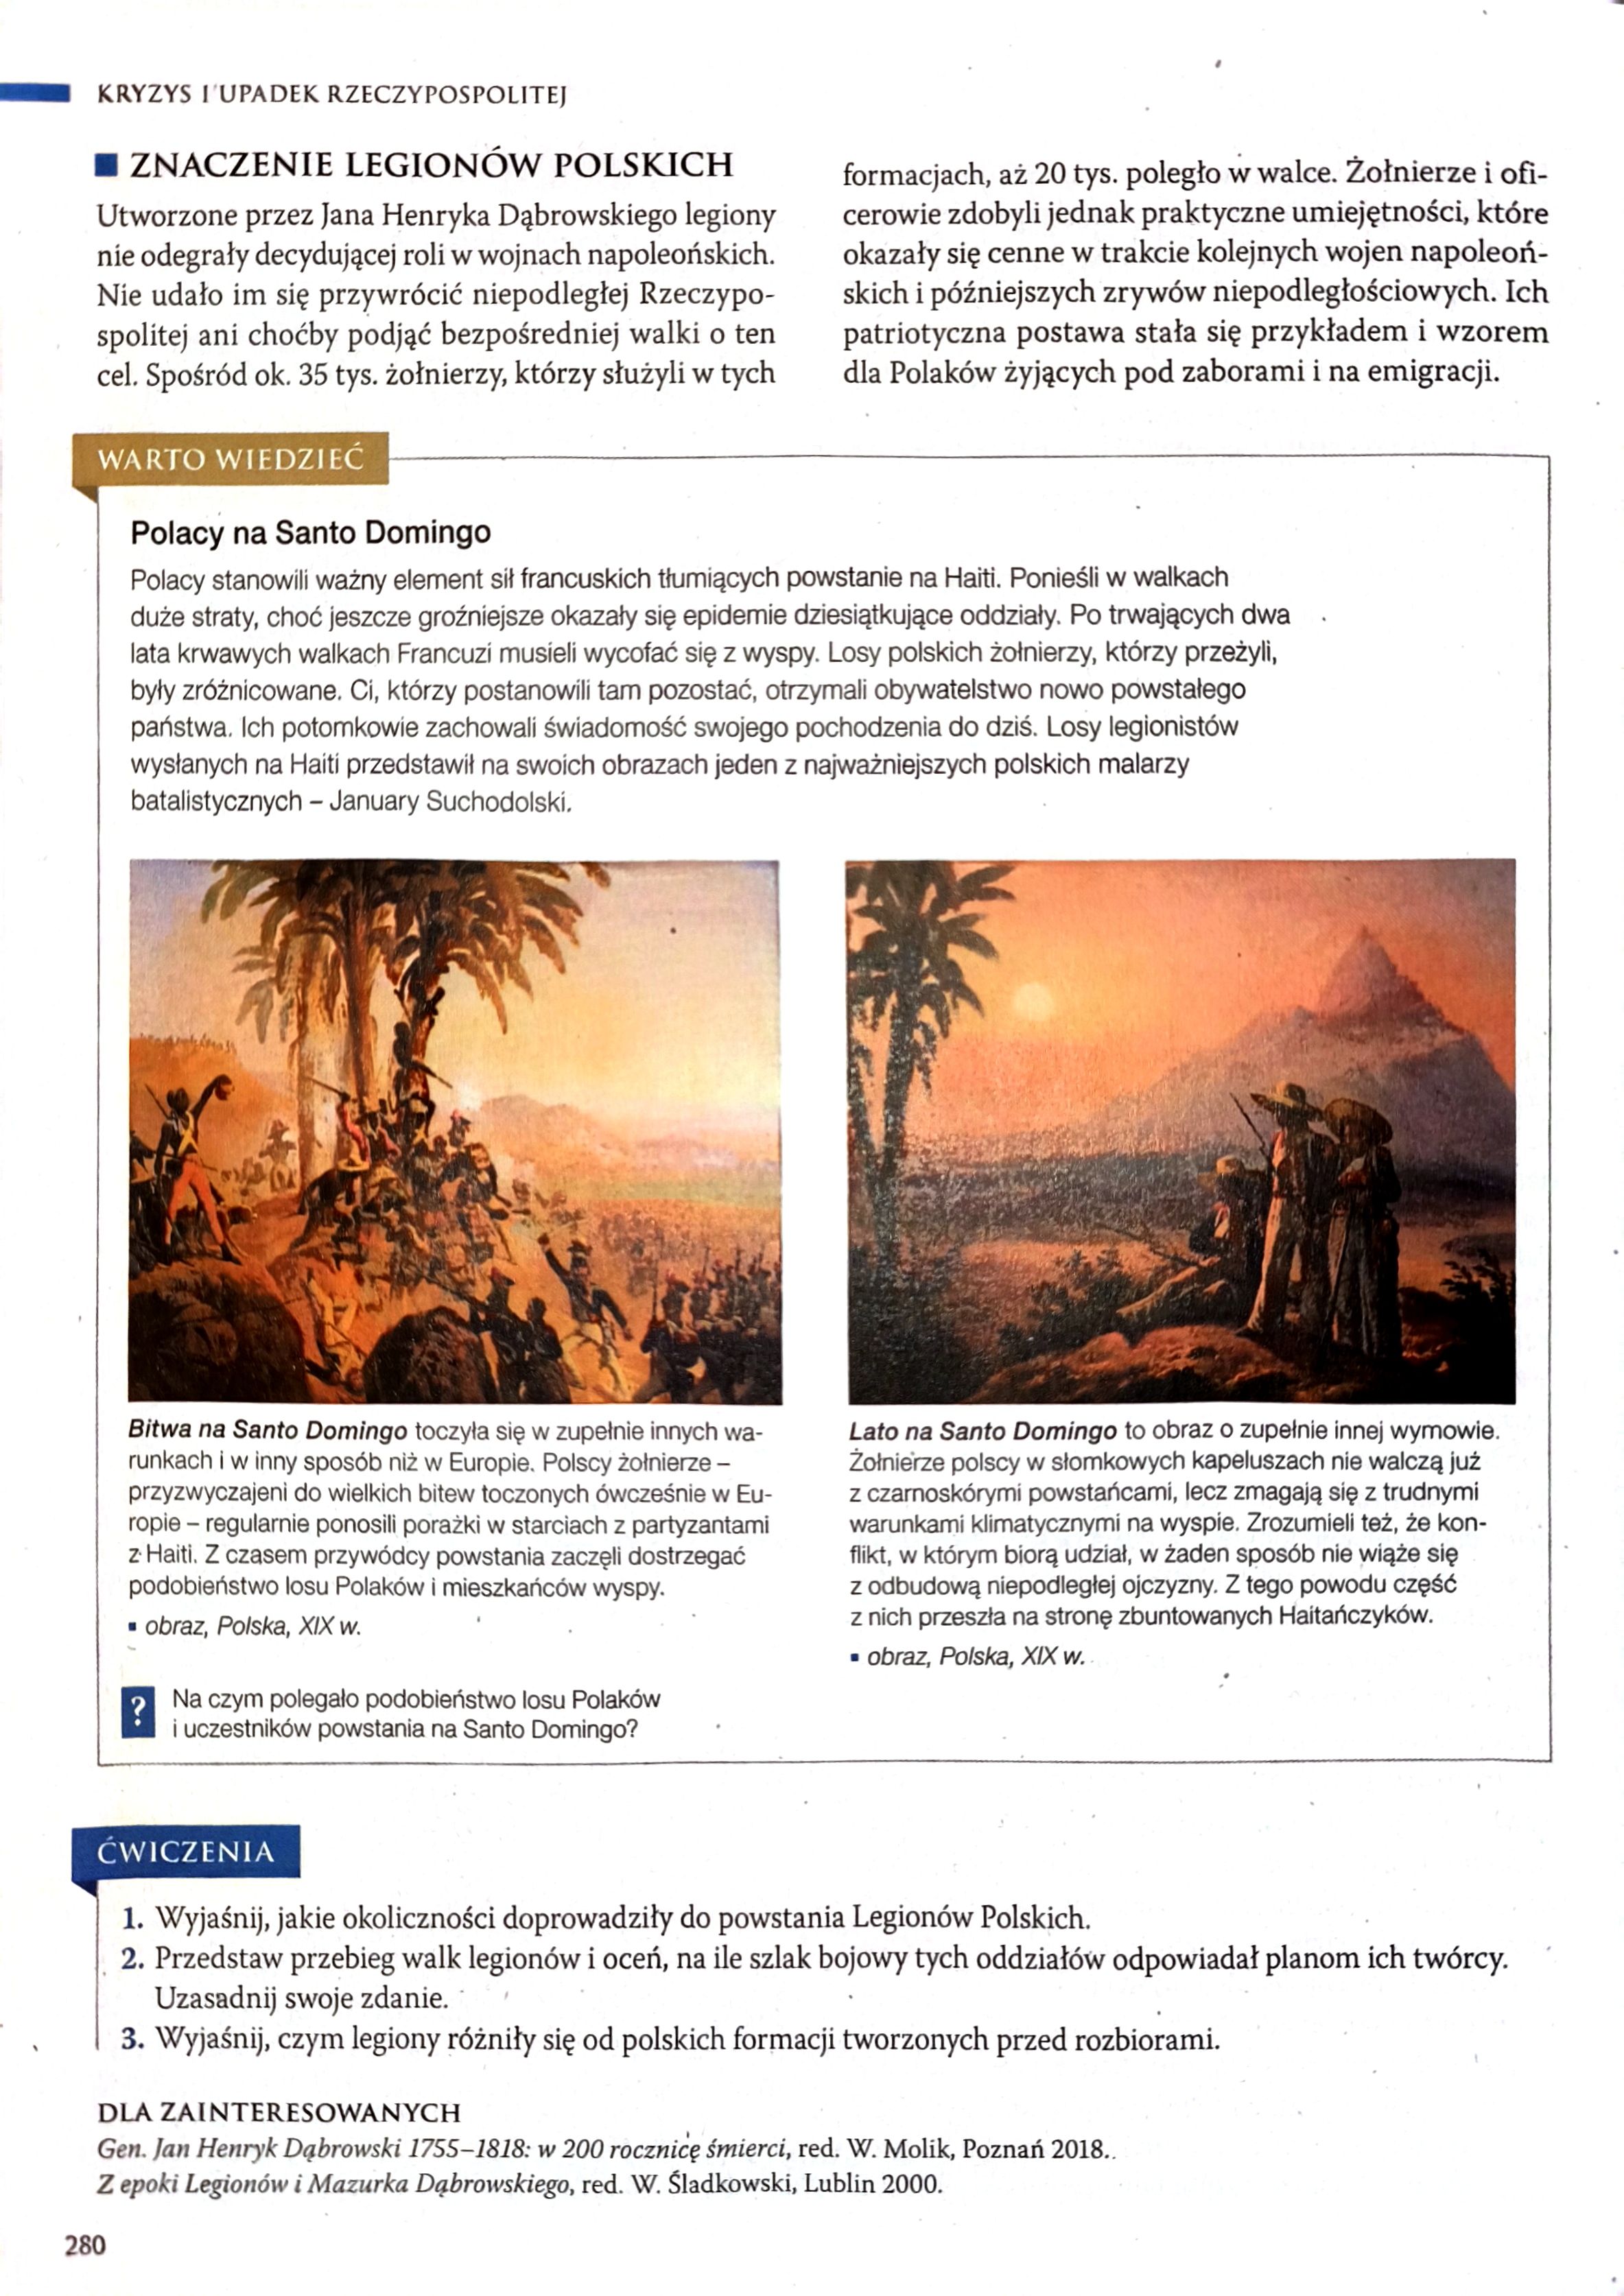 KRYZYS I UPADEK RZECZYPOSPOLITEJ
ZNACZENIE LEGIONÓW POLSKICH
Utworzone przez Jana Henryka Dąbrowskiego legiony
nie odegrały decydującej roli w wojnach napoleońskich.
Nie udało im się przywrócić niepodległej Rzeczypo-
spolitej ani choćby podjąć bezpośredniej walki o ten
cel. Spośród ok. 35 tys. żołnierzy, którzy służyli w tych
formacjach, aż 20 tys. poległo w walce. Żołnierze i ofi-
cerowie zdobyli jednak praktyczne umiejętności, które
okazały się cenne w trakcie kolejnych wojen napoleoń-
skich i późniejszych zrywów niepodległościowych. Ich
patriotyczna postawa stała się przykładem i wzorem
dla Polaków żyjących pod zaborami i na emigracji.
WARTO WIEDZIEĆ
Polacy na Santo Domingo
Polacy stanowili ważny element sił francuskich tłumiących powstanie na Haiti. Ponieśli w walkach
duże straty, choć jeszcze groźniejsze okazały się epidemie dziesiątkujące oddziały. Po trwających dwa
lata krwawych walkach Francuzi musieli wycofać się z wyspy. Losy polskich żołnierzy, którzy przeżyli,
były zróżnicowane. Ci, którzy postanowili tam pozostać, otrzymali obywatelstwo nowo powstałego
państwa. Ich potomkowie zachowali świadomość swojego pochodzenia do dziś. Losy legionistów
wysłanych na Haiti przedstawił na swoich obrazach jeden z najważniejszych polskich malarzy
batalistycznych – January Suchodolski.
Bitwa na Santo Domingo toczyła się w zupełnie innych wa-
runkach i w inny sposób niż w Europie. Polscy żołnierze –
przyzwyczajeni do wielkich bitew toczonych ówcześnie w Eu-
ropie – regularnie ponosili porażki w starciach z partyzantami
z Haiti. Z czasem przywódcy powstania zaczęli dostrzegać
podobieństwo losu Polaków i mieszkańców wyspy.
▪ obraz, Polska, XIX w.
Lato na Santo Domingo to obraz o zupełnie innej wymowie.
Żołnierze polscy w słomkowych kapeluszach nie walczą już
z czarnoskórymi powstańcami, lecz zmagają się z trudnymi
warunkami klimatycznymi na wyspie. Zrozumieli też, że kon-
flikt, w którym biorą udział, w żaden sposób nie wiąże się
z odbudową niepodległej ojczyzny. Z tego powodu część
z nich przeszła na stronę zbuntowanych Haitańczyków.
▪ obraz, Polska, XIX w.
? Na czym polegało podobieństwo losu Polaków
i uczestników powstania na Santo Domingo?
ĆWICZENIA
1. Wyjaśnij, jakie okoliczności doprowadziły do powstania Legionów Polskich.
2. Przedstaw przebieg walk legionów i oceń, na ile szlak bojowy tych oddziałów odpowiadał planom ich twórcy.
Uzasadnij swoje zdanie.
3. Wyjaśnij, czym legiony różniły się od polskich formacji tworzonych przed rozbiorami.
DLA ZAINTERESOWANYCH
Gen. Jan Henryk Dąbrowski 1755–1818: w 200 rocznicę śmierci, red. W. Molik, Poznań 2018.
Z epoki Legionów i Mazurka Dąbrowskiego, red. W. Śladkowski, Lublin 2000.
280